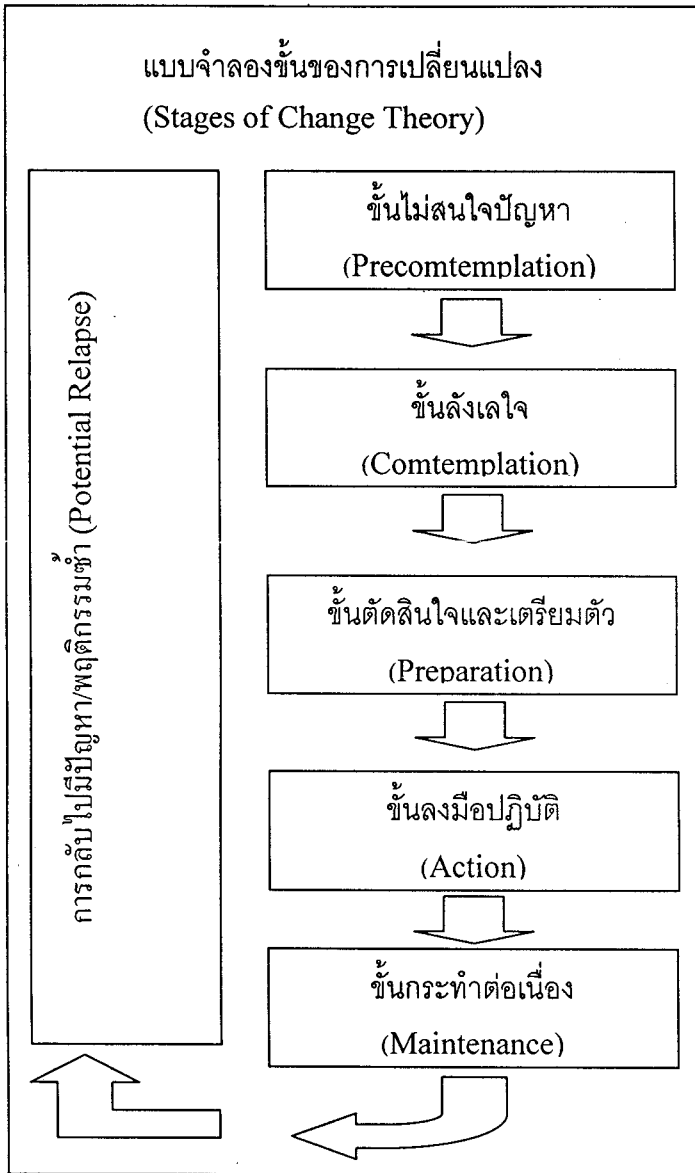 แบบจำลองขั้นของการเปลี่ยนแปลง
(Stages of Change Theory)
การกลับไปมีปัญหา/พฤติกรรมซ้ำ (Potential Relapse)
ขั้นไม่สนใจปัญหา
(Precomtemplation)
ขั้นลังเลใจ
(Comtemplation)
ขั้นตัดสินใจและเตรียมตัว
(Preparation)
ขั้นลงมือปฏิบัติ
(Action)
ขั้นกระทำต่อเนื่อง
(Maintenance)